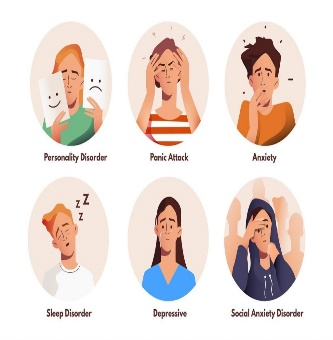 Personality Disorder
Panic Attack
Anxiety
z z
z
Sleep Disorder
Depressive
Social Anxiety Disorder